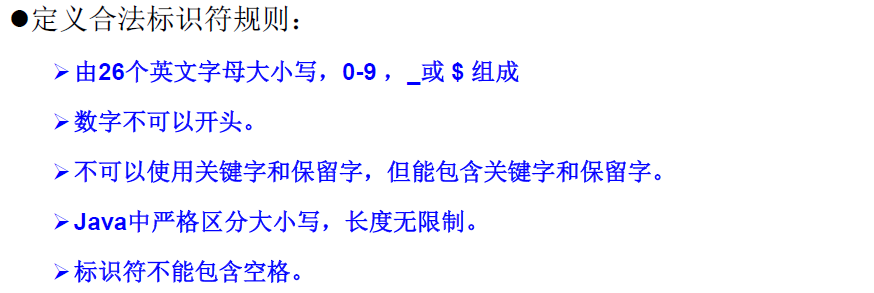 ●定义合法标识符规则：
➢由26个英文字母大小写，0-9 ，_或 $ 组成
➢数字不可以开头。
➢不可以使用关键字和保留字，但能包含关键字和保留字。
➢Java中严格区分大小写，长度无限制。
➢标识符不能包含空格。